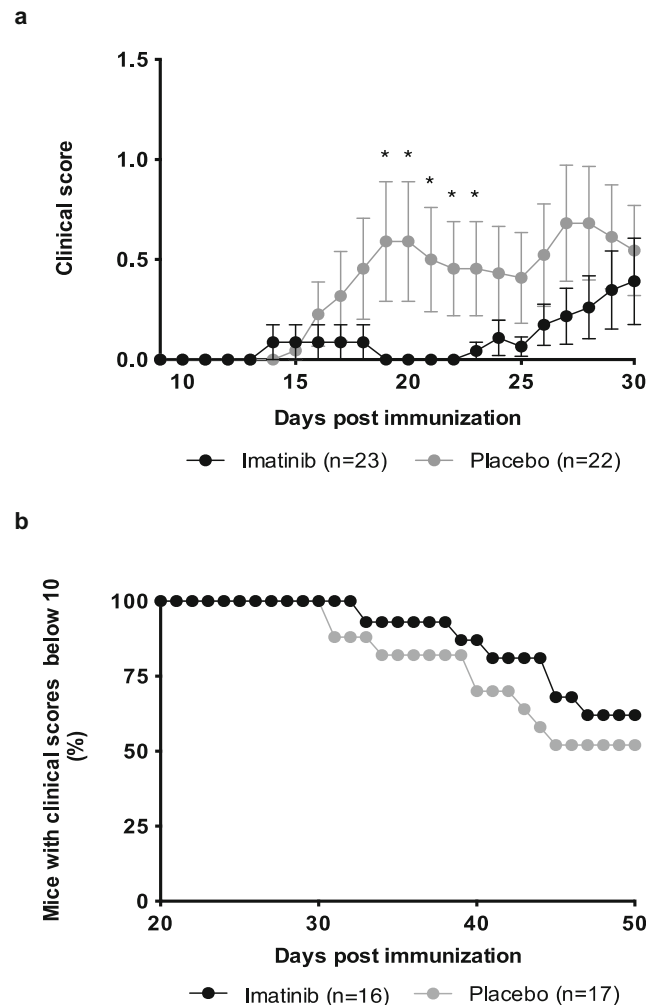 a
1.5
1.0
0.5
0.0
Clinical score
* * * * *
10 15 20 25 30
Days post immunization
Imatinib (n=23) Placebo (n=22)
b
100
75
50
25
0
Mice with clinical scores below 10
(%)
20 30 40 50
Days post immunization
Imatinib (n=16) Placebo (n=17)